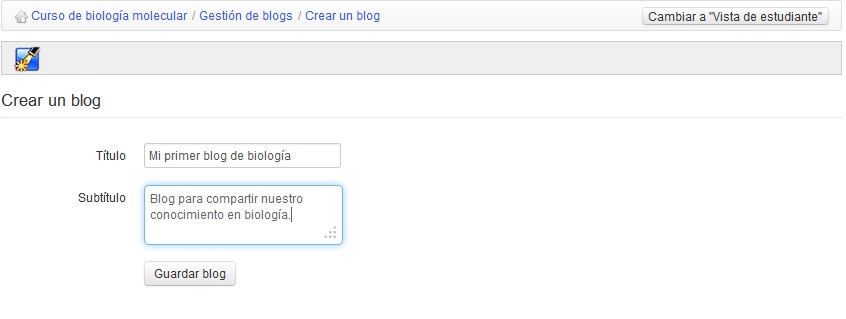 Curso de biología molecular / Gestión de blogs / Crear un blog
Cambiar a "Vista de estudiante"
Crear un blog
Título
Mi primer blog de biología
Subtítulo
Blog para compartir nuestro
conocimiento en biología.
Guardar blog